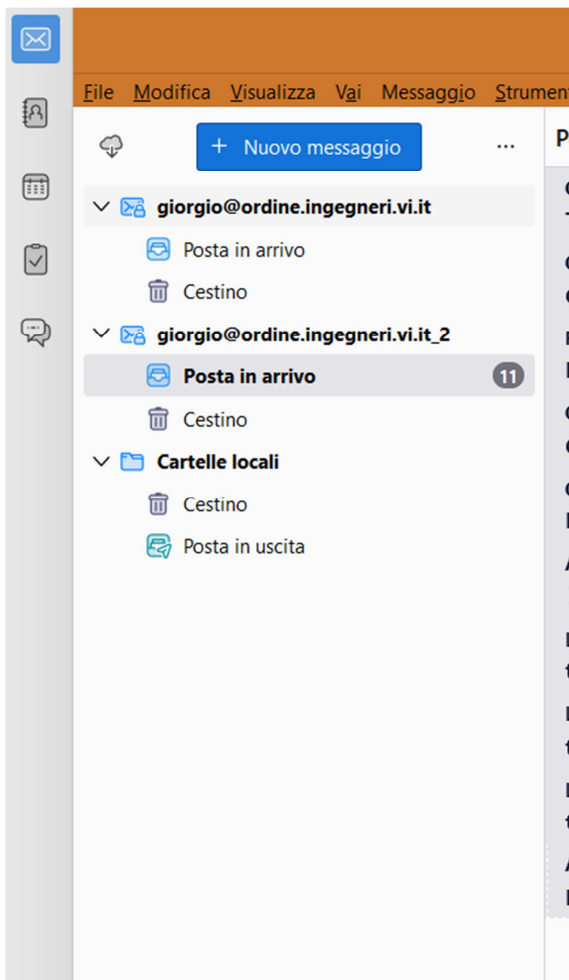 File Modifica Visualizza Vai Messaggio
+ Nuovo messaggio ...
giorgio@ordine.ingegneri.vi.it
Posta in arrivo
Cestino
giorgio@ordine.ingegneri.vi.it_2
Posta in arrivo 11
Cestino
Cartelle locali
Cestino
Posta in uscita